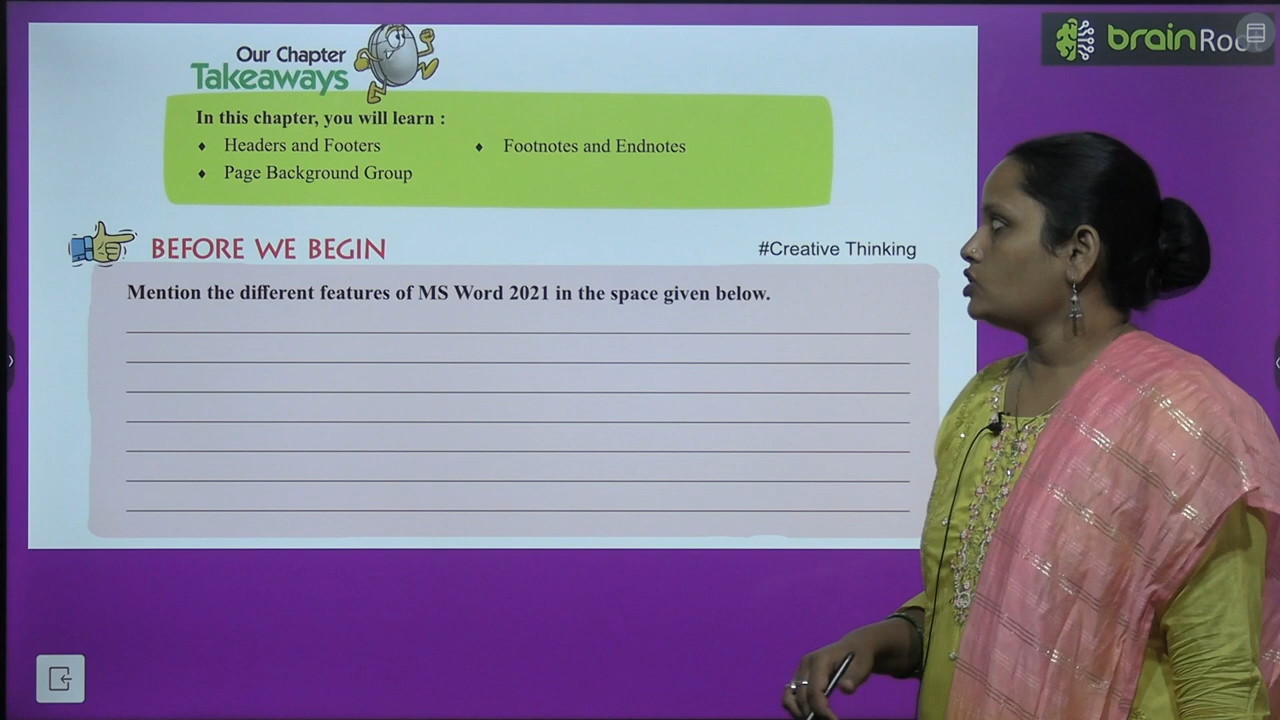 brainRoo
Our Chapter
Takeaways
In this chapter, you will learn :
♦ Headers and Footers
♦ Footnotes and Endnotes
♦ Page Background Group
BEFORE WE BEGIN
#Creative Thinking
Mention the different features of MS Word 2021 in the space given below.